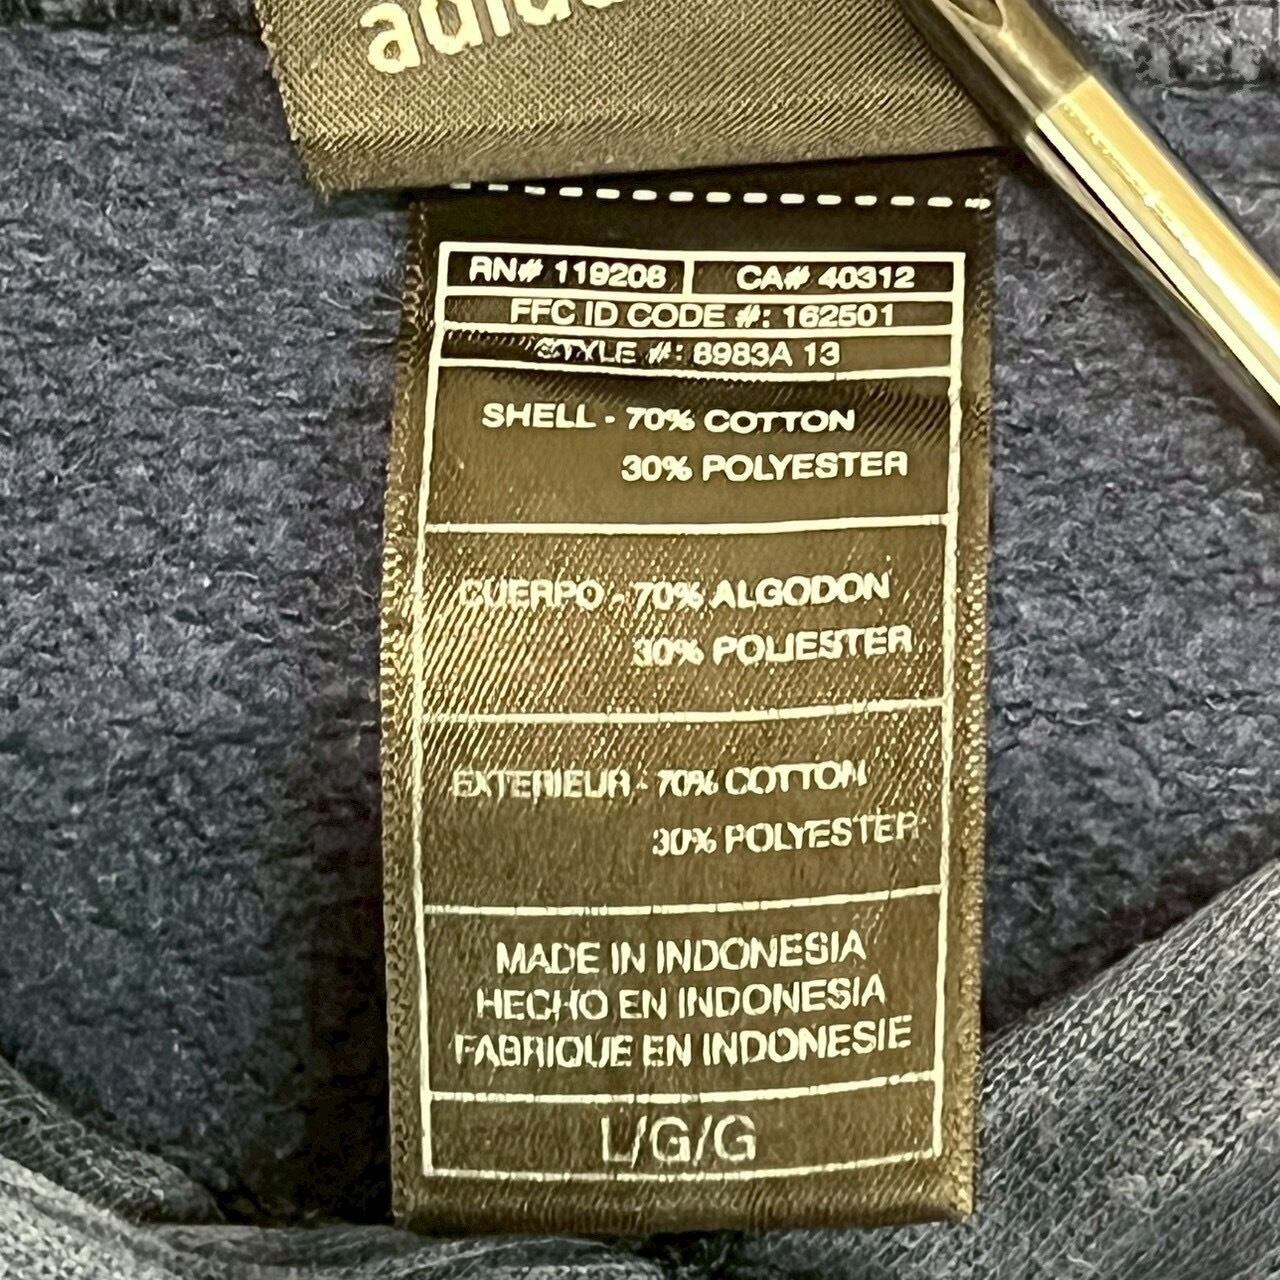 adidas
RN# 119208 CA# 40312
FFC ID CODE #: 162501
STYLE #: 8983A 13
SHELL - 70% COTTON
30% POLYESTER
CUERPO - 70% ALGODON
30% POLIESTER
EXTERIEUR - 70% COTTON
30% POLYESTER
MADE IN INDONESIA
HECHO EN INDONESIA
FABRIQUE EN INDONESIE
L/G/G